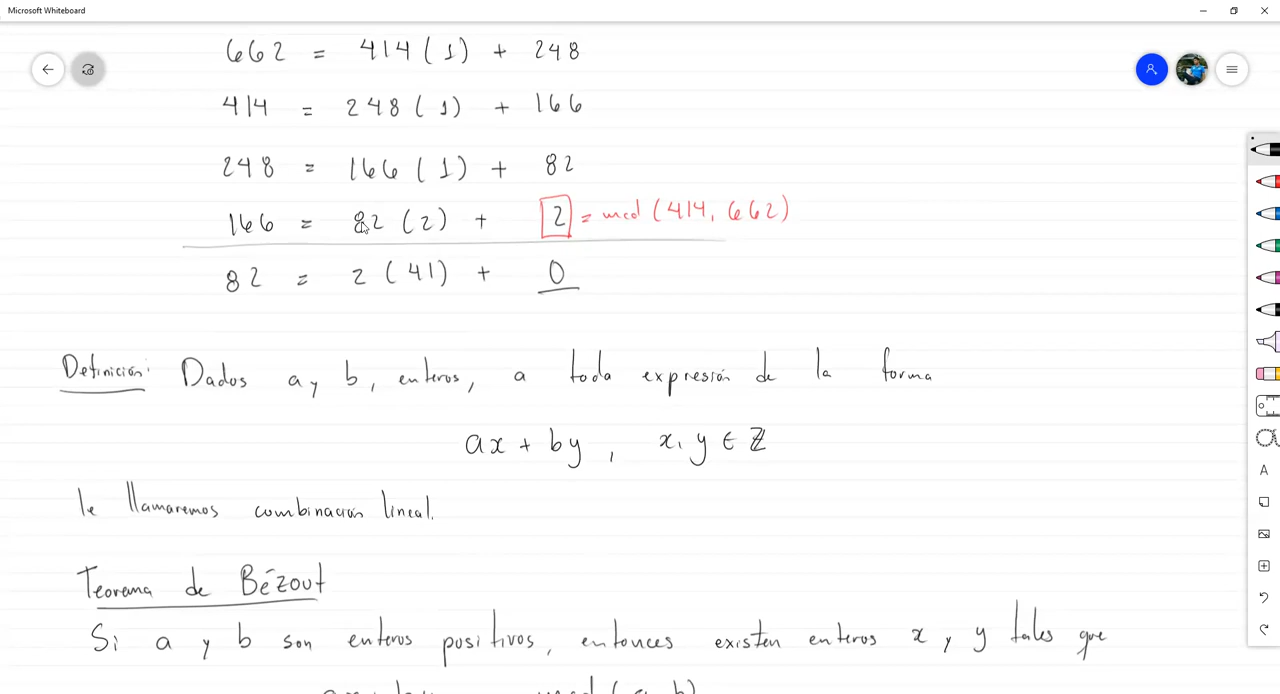 Microsoft Whiteboard
662 = 414 (1) + 248
414 = 248 (1) + 166
248 = 166 (1) + 82
166 = 82 (2) + 2 = mcd (414, 662)
82 = 2 (41) + 0
Definición: Dados a y b, enteros, a toda expresión de la forma
ax + by, x, y ∈ ℤ
le llamaremos combinación lineal.
Teorema de Bézout
Si a y b son enteros positivos, entonces existen enteros x, y tales que
mcd (a, b)
A